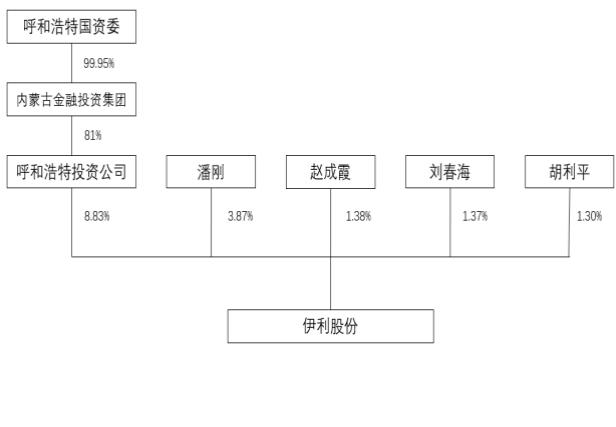 呼和浩特国资委
99.95%
内蒙古金融投资集团
81%
呼和浩特投资公司
潘刚
赵成霞
刘春海
胡利平
8.83%
3.87%
1.38%
1.37%
1.30%
伊利股份